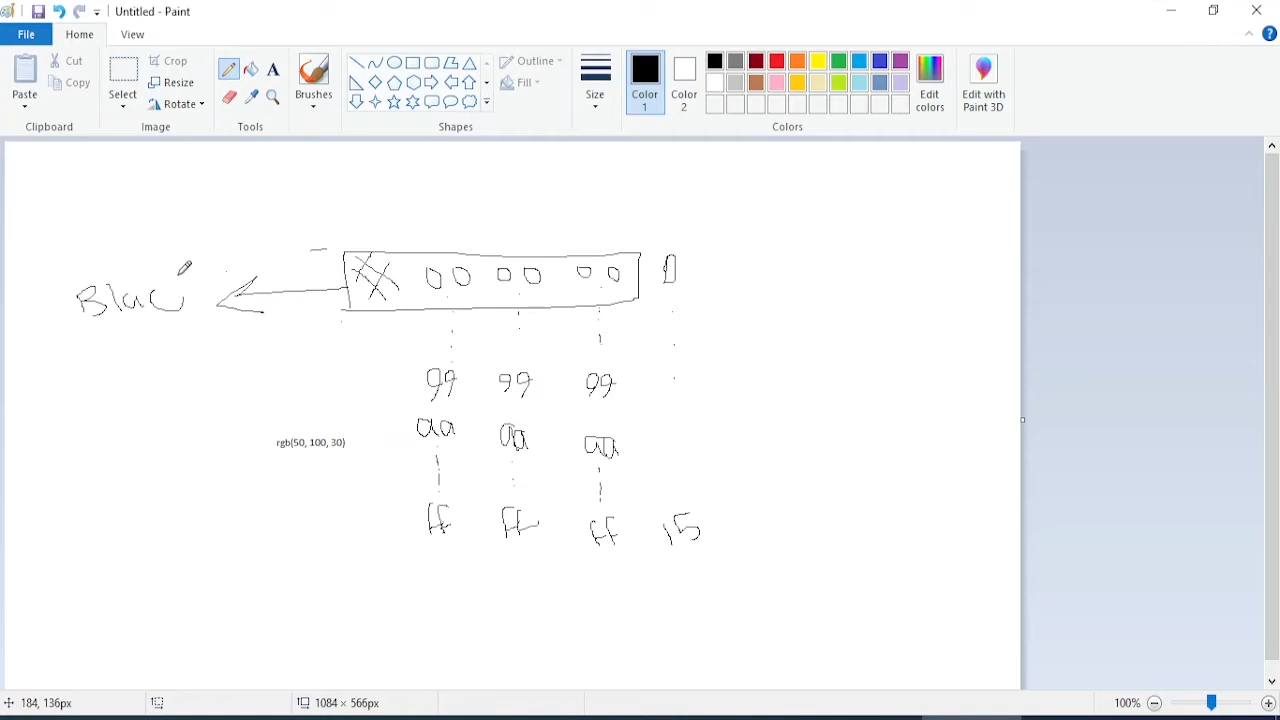 Untitled - Paint
File
Home
View
Paste
Cut
Copy
Clipboard
Select
Crop
Resize
Rotate
Image
Tools
Brushes
Outline
Fill
Shapes
Size
Color 1
Color 2
Edit colors
Edit with Paint 3D
Colors
# 00 00 00 0
Blac
99 99 99
aa aa aa
rgb(50, 100, 30)
ff ff ff 15
184, 136px
1084 × 566px
100%